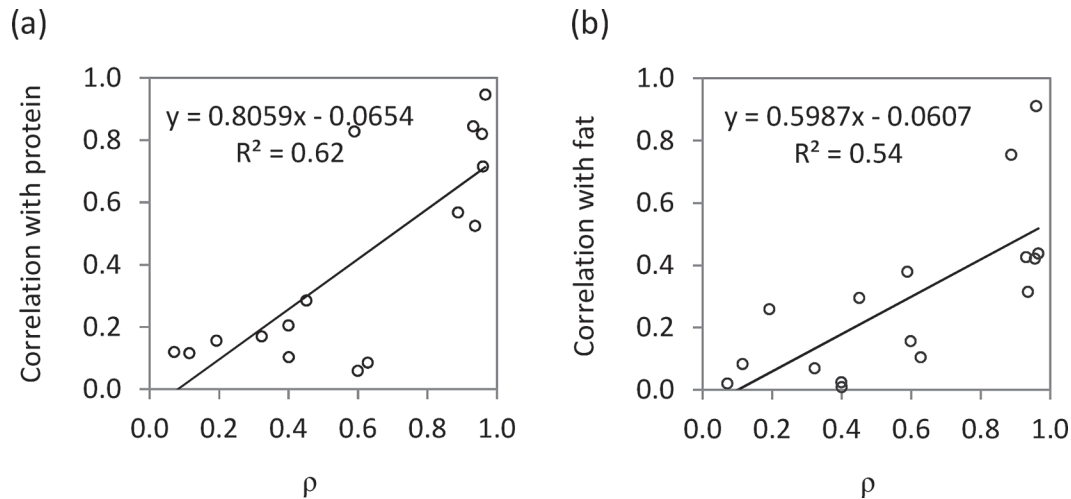 (a)
Correlation with protein
1.0
0.8
0.6
0.4
0.2
0.0
y = 0.8059x - 0.0654
R² = 0.62
0.0 0.2 0.4 0.6 0.8 1.0
ρ
(b)
Correlation with fat
1.0
0.8
0.6
0.4
0.2
0.0
y = 0.5987x - 0.0607
R² = 0.54
0.0 0.2 0.4 0.6 0.8 1.0
ρ